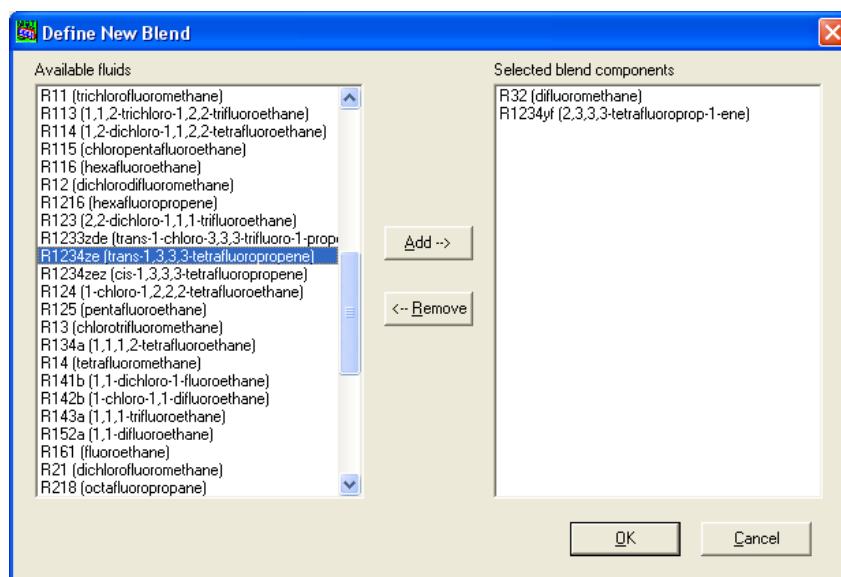 Define New Blend
Available fluids
R11 (trichlorofluoromethane)
R113 (1,1,2-trichloro-1,2,2-trifluoroethane)
R114 (1,2-dichloro-1,1,2,2-tetrafluoroethane)
R115 (chloropentafluoroethane)
R116 (hexafluoroethane)
R12 (dichlorodifluoromethane)
R1216 (hexafluoropropene)
R123 (2,2-dichloro-1,1,1-trifluoroethane)
R1233zde (trans-1-chloro-3,3,3-trifluoro-1-prop
R1234ze (trans-1,3,3,3-tetrafluoropropene)
R1234zez (cis-1,3,3,3-tetrafluoropropene)
R124 (1-chloro-1,2,2,2-tetrafluoroethane)
R125 (pentafluoroethane)
R13 (chlorotrifluoromethane)
R134a (1,1,1,2-tetrafluoroethane)
R14 (tetrafluoromethane)
R141b (1,1-dichloro-1-fluoroethane)
R142b (1-chloro-1,1-difluoroethane)
R143a (1,1,1-trifluoroethane)
R152a (1,1-difluoroethane)
R161 (fluoroethane)
R21 (dichlorofluoromethane)
R218 (octafluoropropane)
Add -->
<-- Remove
Selected blend components
R32 (difluoromethane)
R1234yf (2,3,3,3-tetrafluoroprop-1-ene)
OK
Cancel